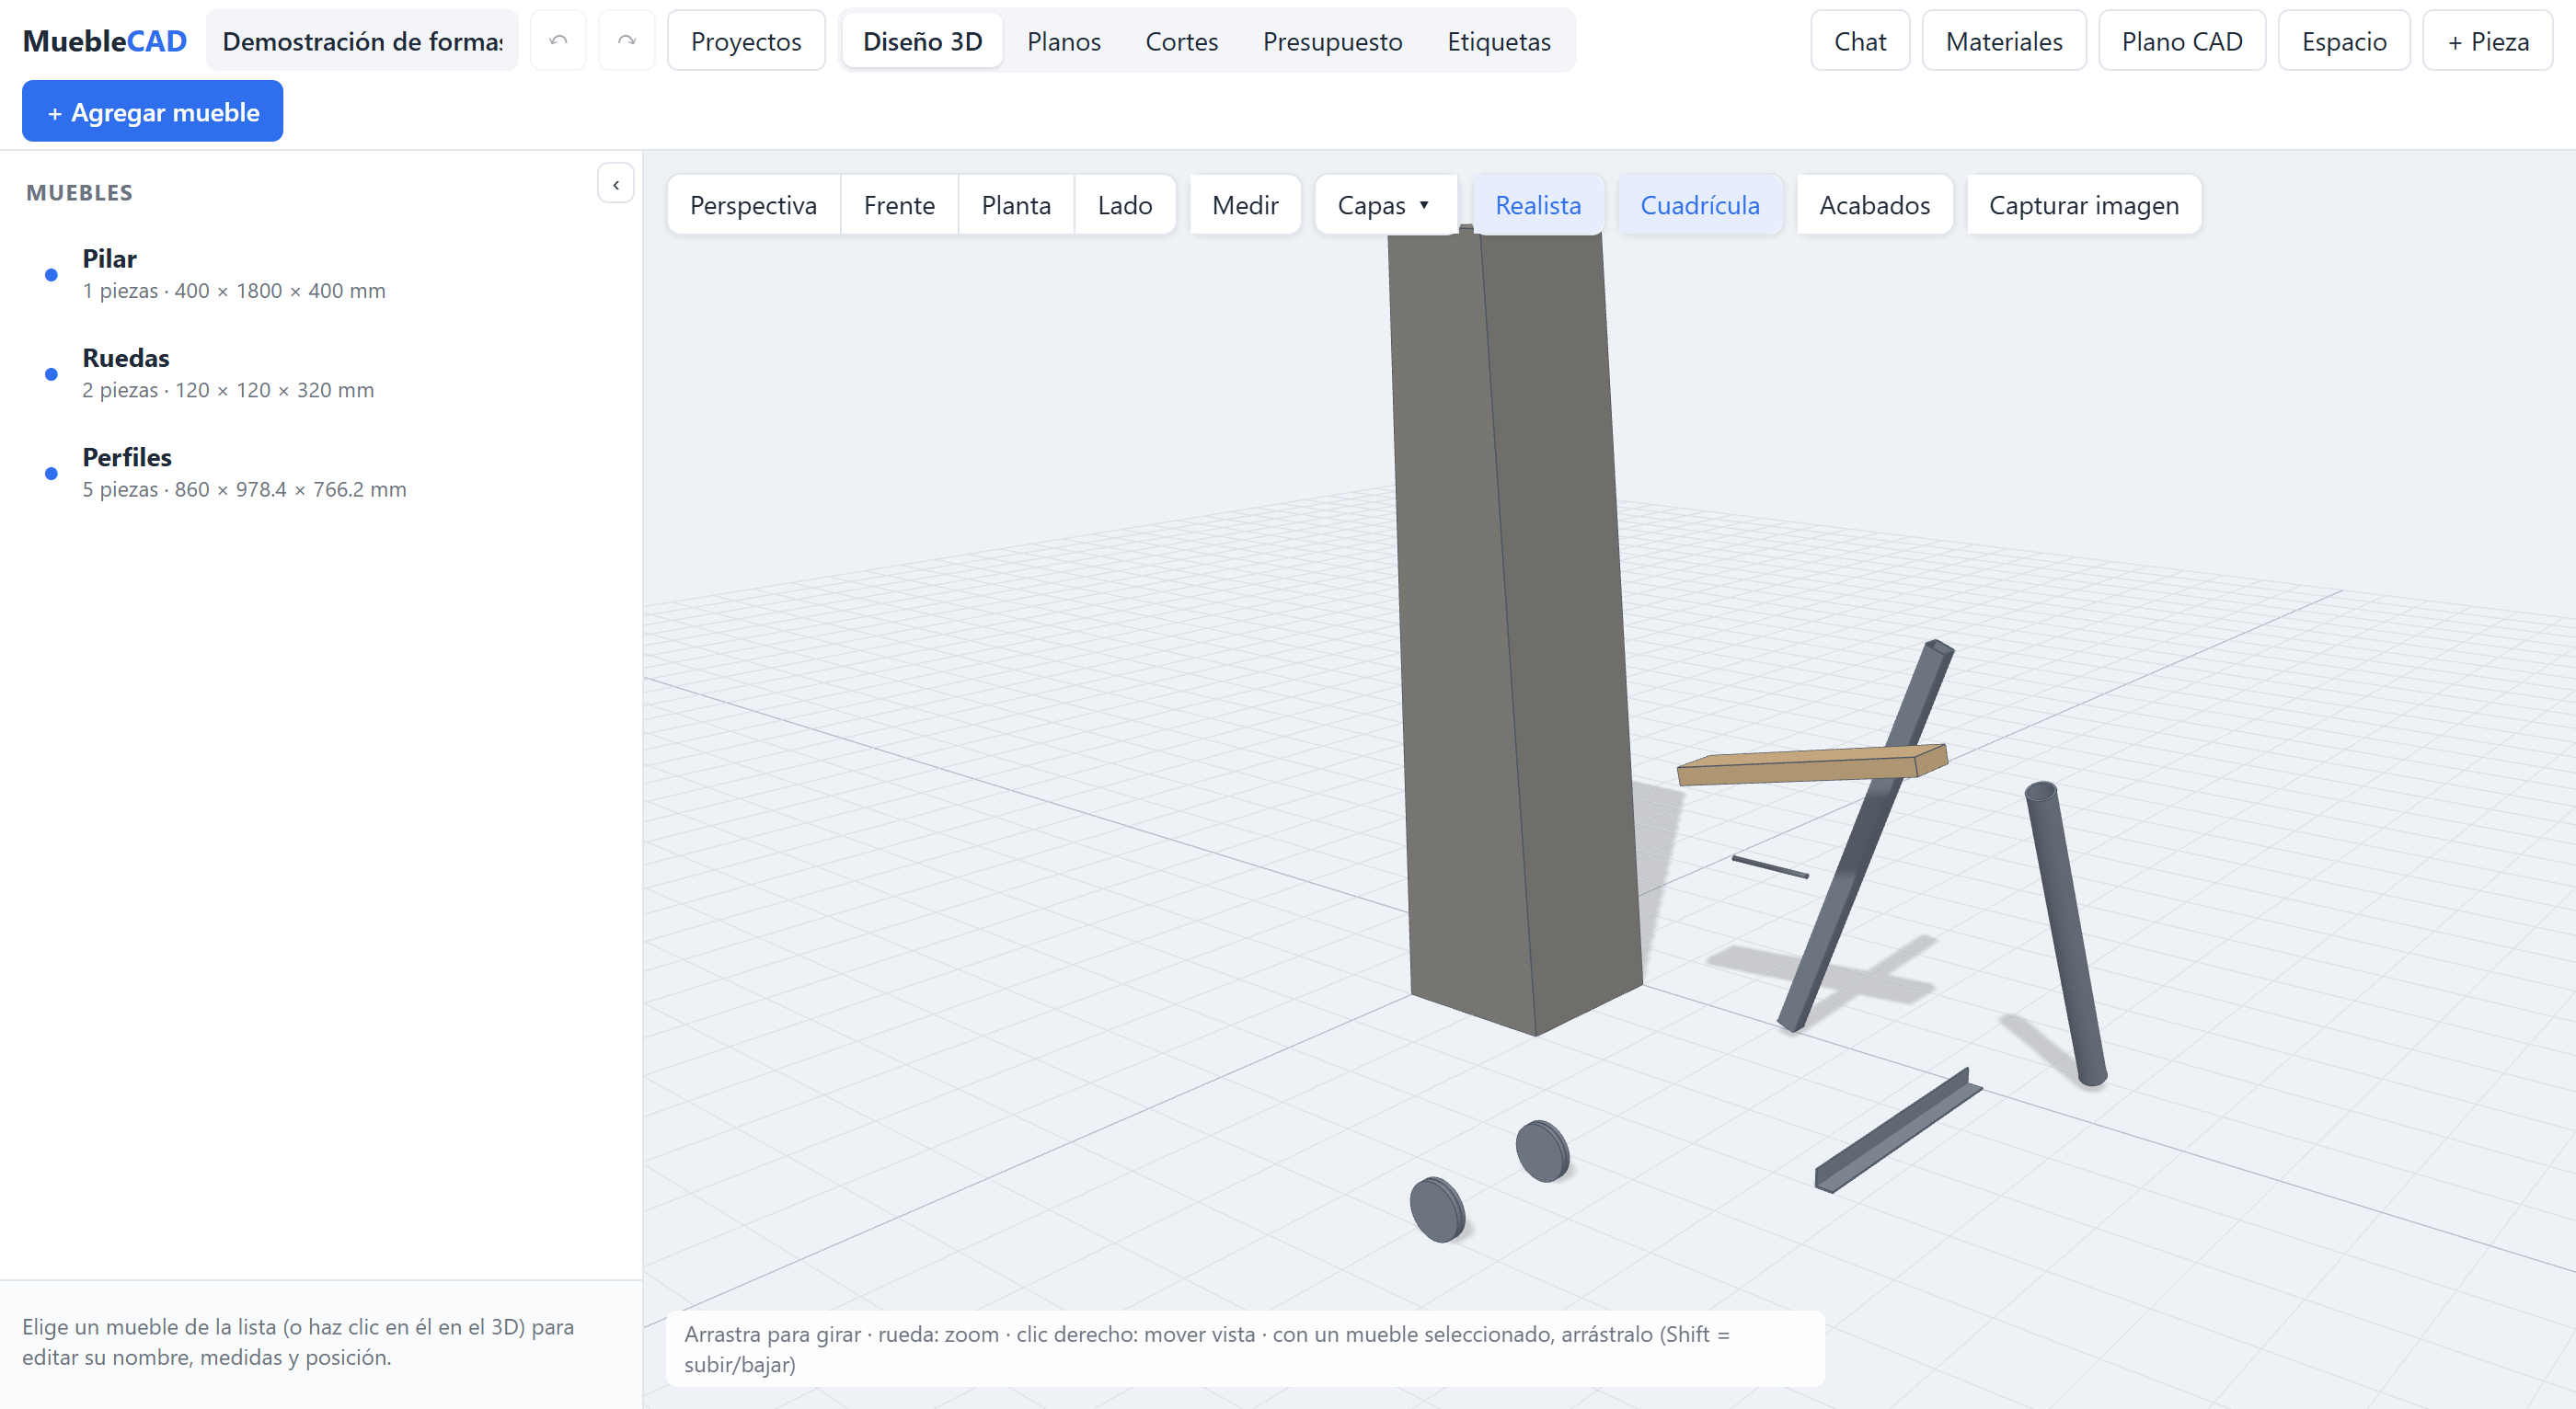 MuebleCAD
Demostración de formas
Proyectos
Diseño 3D
Planos
Cortes
Presupuesto
Etiquetas
Chat
Materiales
Plano CAD
Espacio
+ Pieza
+ Agregar mueble
MUEBLES
‹
Pilar
1 piezas · 400 × 1800 × 400 mm
Ruedas
2 piezas · 120 × 120 × 320 mm
Perfiles
5 piezas · 860 × 978.4 × 766.2 mm
Perspectiva
Frente
Planta
Lado
Medir
Capas ▾
Realista
Cuadrícula
Acabados
Capturar imagen
Elige un mueble de la lista (o haz clic en él en el 3D) para
editar su nombre, medidas y posición.
Arrastra para girar · rueda: zoom · clic derecho: mover vista · con un mueble seleccionado, arrástralo (Shift =
subir/bajar)